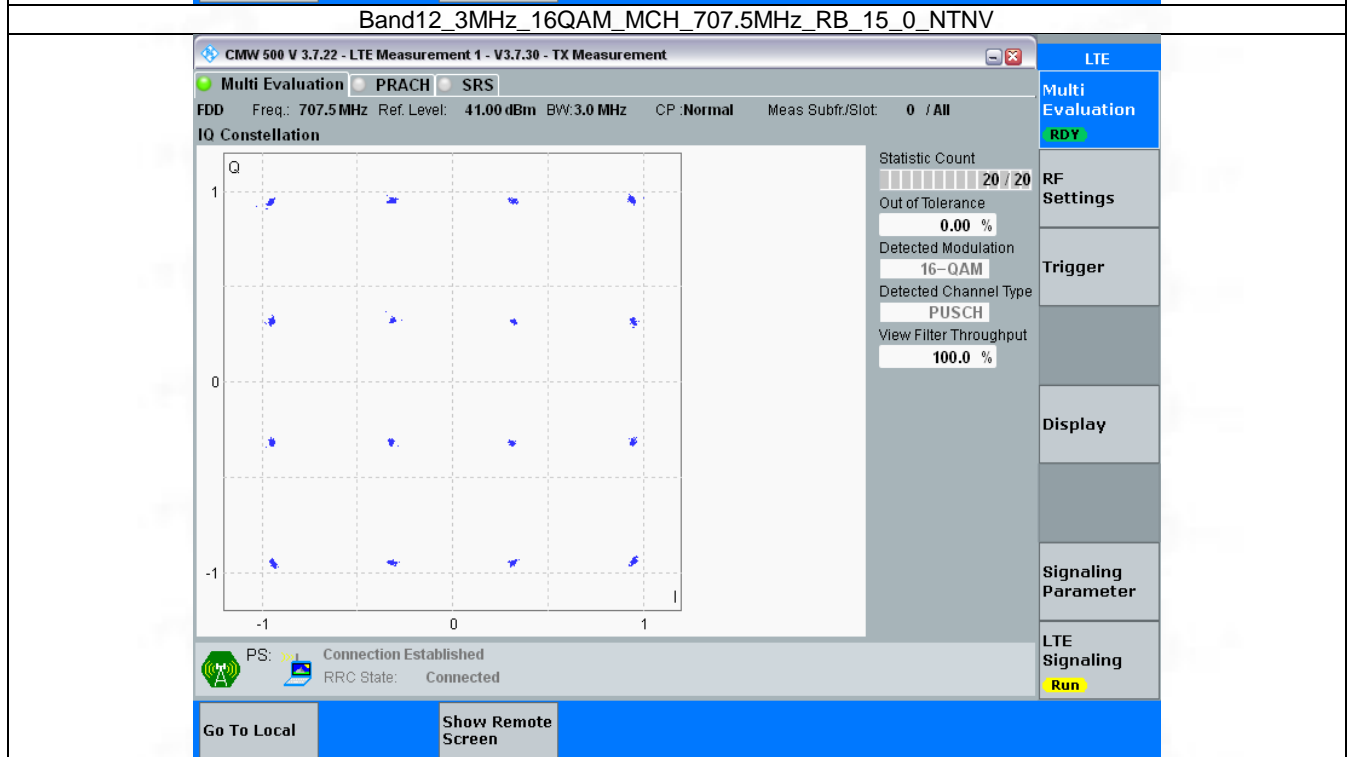 Band12_3MHz_16QAM_MCH_707.5MHz_RB_15_0_NTNV
CMW 500 V 3.7.22 - LTE Measurement 1 - V3.7.30 - TX Measurement
LTE
Multi Evaluation PRACH SRS
Multi
Evaluation
RDY
FDD Freq.: 707.5 MHz Ref. Level: 41.00 dBm BW: 3.0 MHz CP :Normal Meas Subfr./Slot: 0 / All
IQ Constellation
Q
1
0
-1
-1 0 1
I
Statistic Count
20 / 20
Out of Tolerance
0.00 %
Detected Modulation
16-QAM
Detected Channel Type
PUSCH
View Filter Throughput
100.0 %
RF
Settings
Trigger
Display
Signaling
Parameter
LTE
Signaling
Run
PS: Connection Established
RRC State: Connected
Go To Local
Show Remote
Screen